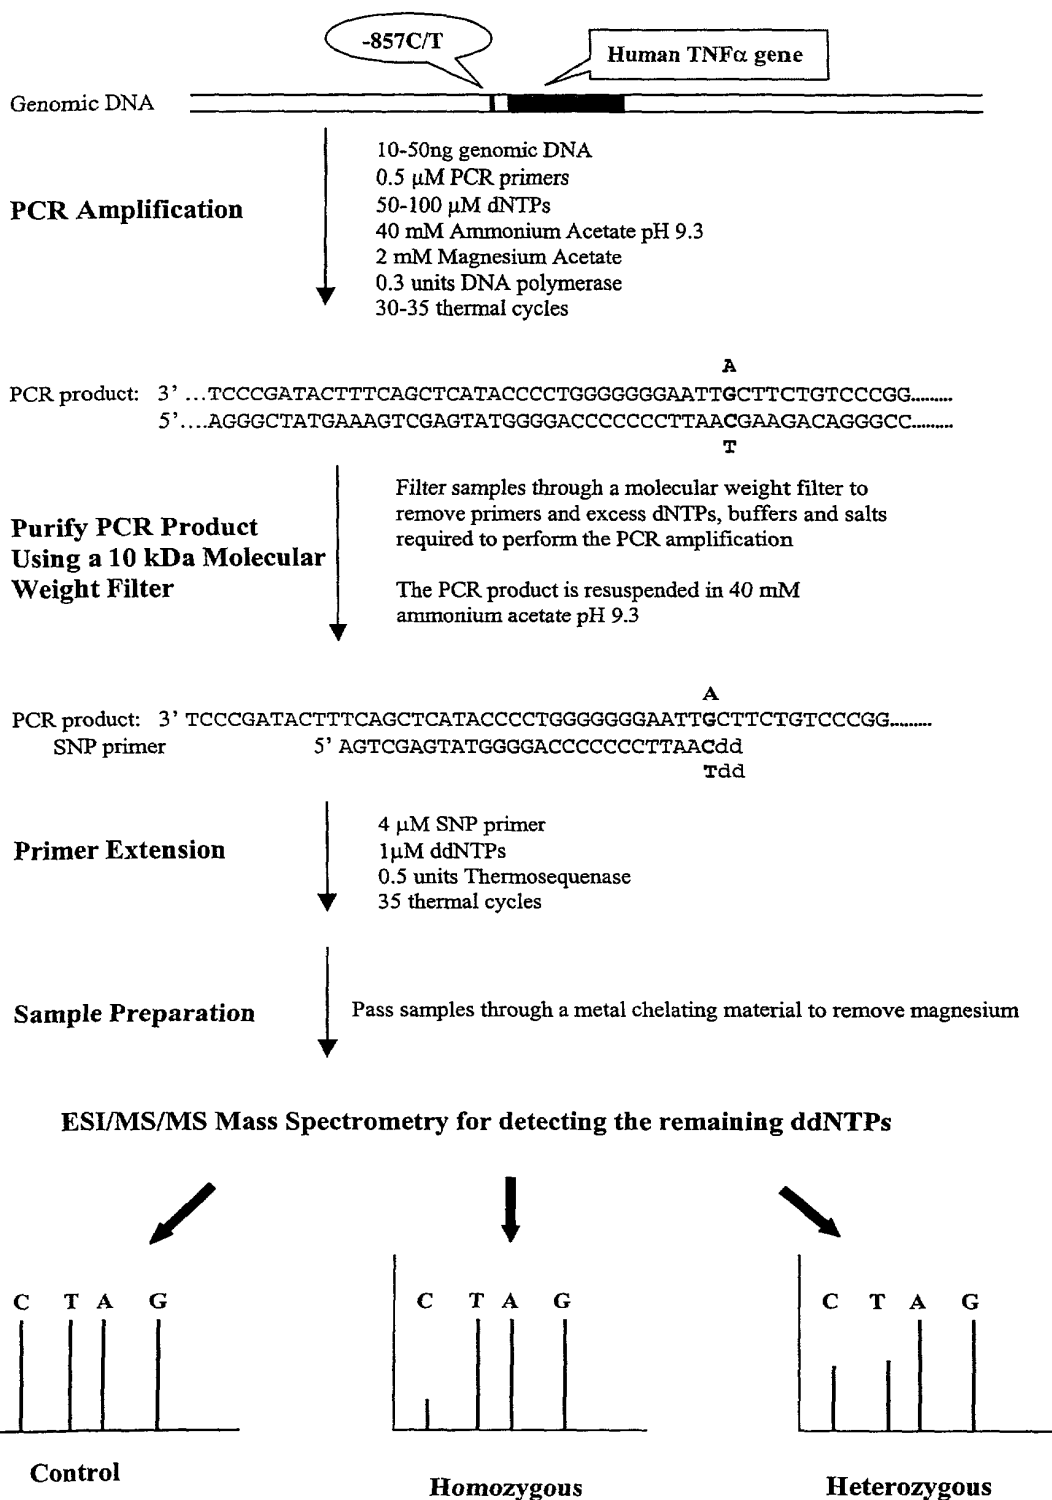 -857C/T
Human TNFα gene
Genomic DNA
10-50ng genomic DNA
0.5 μM PCR primers
50-100 μM dNTPs
40 mM Ammonium Acetate pH 9.3
2 mM Magnesium Acetate
0.3 units DNA polymerase
30-35 thermal cycles
PCR Amplification
A
PCR product: 3' ...TCCCGATACTTTCAGCTCATACCCCTGGGGGGGAATTGCTTCTGTCCCGG.........
5'....AGGGCTATGAAAGTCGAGTATGGGGACCCCCCCTTAACGAAGACAGGGCC.........
T
Filter samples through a molecular weight filter to
remove primers and excess dNTPs, buffers and salts
required to perform the PCR amplification
Purify PCR Product
Using a 10 kDa Molecular
Weight Filter
The PCR product is resuspended in 40 mM
ammonium acetate pH 9.3
A
PCR product: 3' TCCCGATACTTTCAGCTCATACCCCTGGGGGGGAATTGCTTCTGTCCCGG.........
SNP primer 5' AGTCGAGTATGGGGACCCCCCCTTAACdd
Tdd
4 μM SNP primer
1μM ddNTPs
0.5 units Thermosequenase
35 thermal cycles
Primer Extension
Sample Preparation
Pass samples through a metal chelating material to remove magnesium
ESI/MS/MS Mass Spectrometry for detecting the remaining ddNTPs
C T A G
C T A G
C T A G
Control
Homozygous
Heterozygous